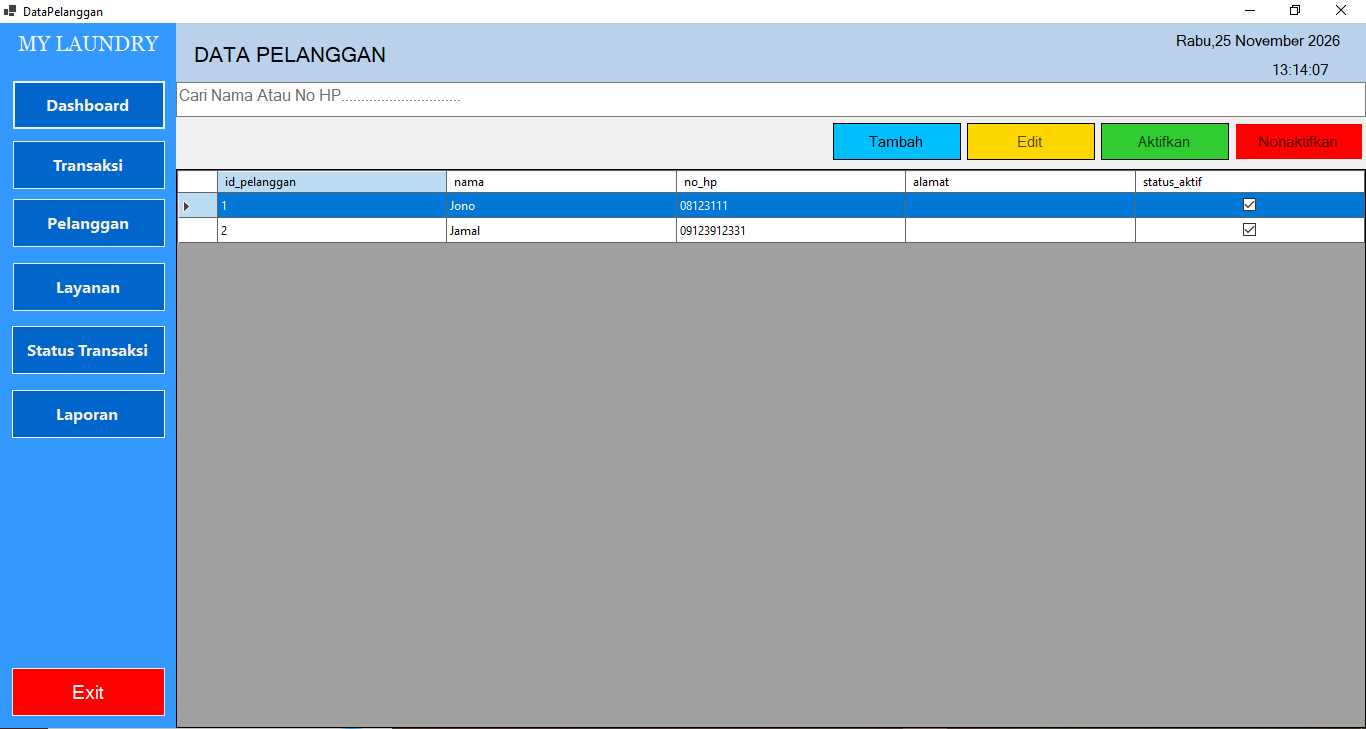 DataPelanggan
MY LAUNDRY
DATA PELANGGAN
Rabu,25 November 2026
13:14:07
Cari Nama Atau No HP..............................
Dashboard
Transaksi
Pelanggan
Layanan
Status Transaksi
Laporan
Exit
Tambah Edit Aktifkan Nonaktifkan
id_pelanggan nama no_hp alamat status_aktif
1 Jono 08123111
2 Jamal 09123912331